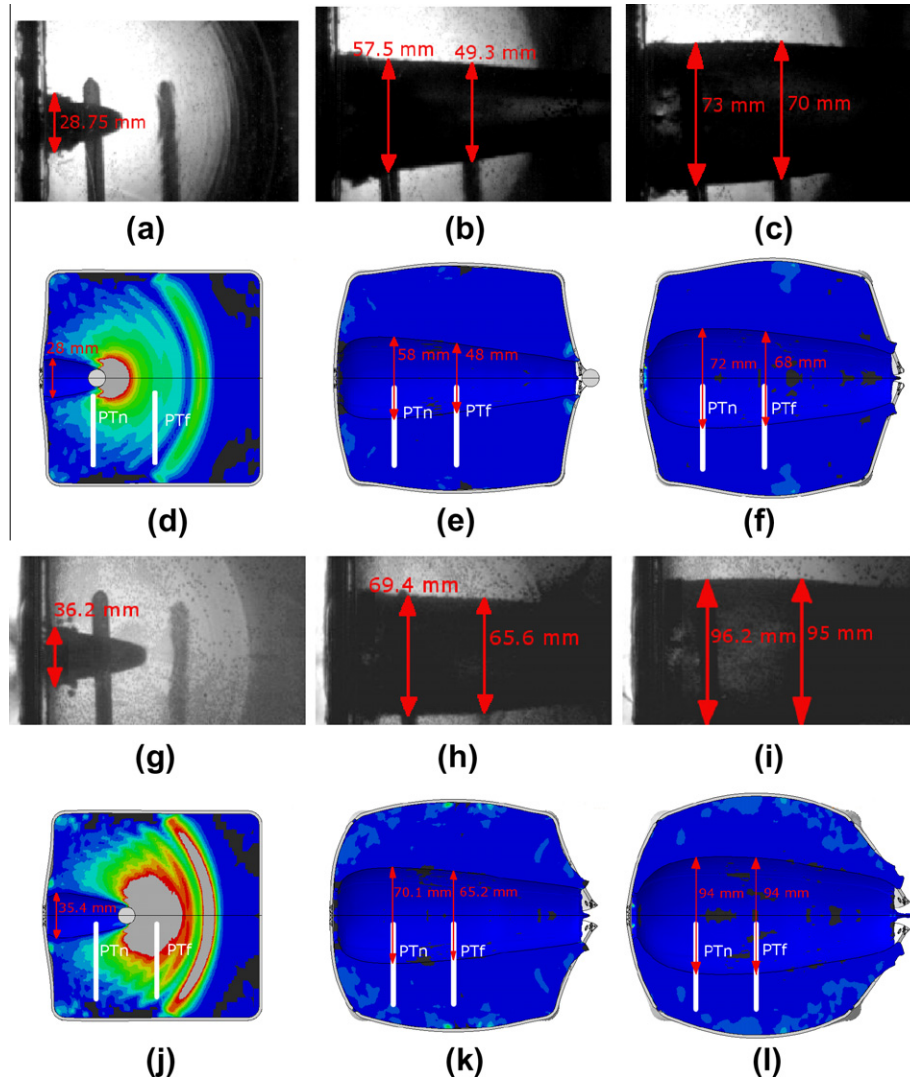 28.75 mm
57.5 mm
49.3 mm
73 mm
70 mm
(a)
(b)
(c)
28 mm
PTn
PTf
58 mm
48 mm
PTn
PTf
72 mm
68 mm
PTn
PTf
(d)
(e)
(f)
36.2 mm
69.4 mm
65.6 mm
96.2 mm
95 mm
(g)
(h)
(i)
35.4 mm
PTn
PTf
70.1 mm
65.2 mm
PTn
PTf
94 mm
94 mm
PTn
PTf
(j)
(k)
(l)